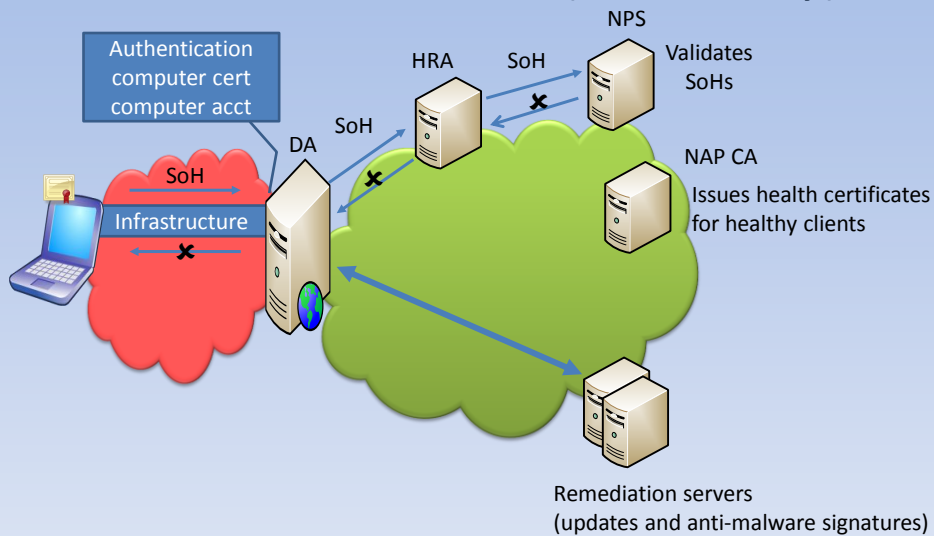 NPS
Authentication
computer cert
computer acct
HRA
SoH
Validates
SoHs
SoH
DA
NAP CA
SoH
Issues health certificates
for healthy clients
Infrastructure
Remediation servers
(updates and anti-malware signatures)